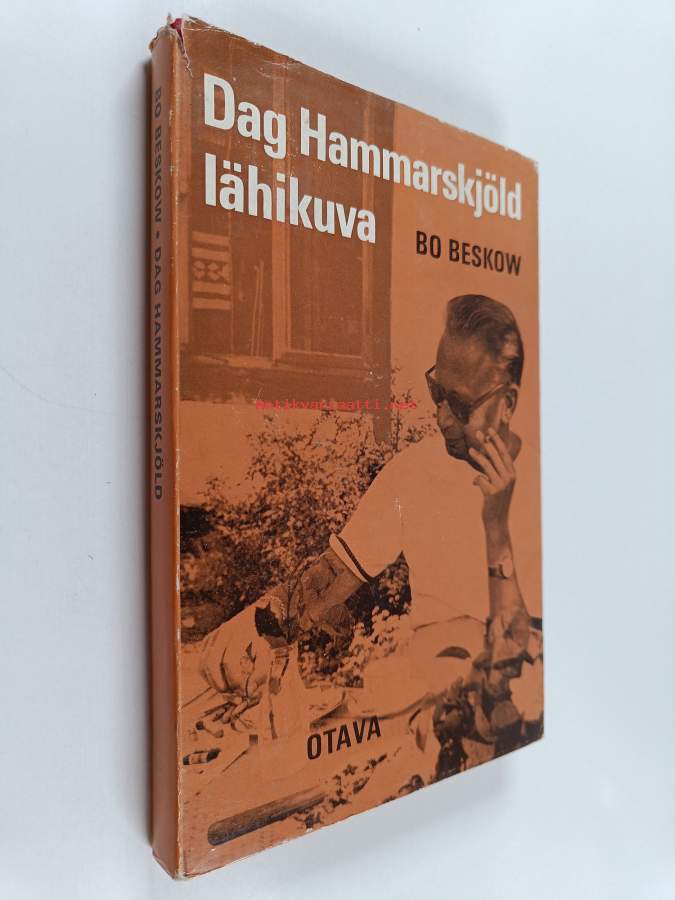 Dag Hammarskjöld
lähikuva
BO BESKOW
OTAVA
BO BESKOW • DAG HAMMARSKJÖLD
antikvariaatti.net